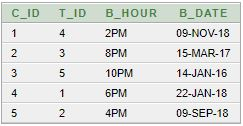 C_ID T_ID B_HOUR B_DATE
1 4 2PM 09-NOV-18
2 3 8PM 15-MAR-17
3 5 10PM 14-JAN-16
4 1 6PM 22-JAN-18
5 2 4PM 09-SEP-18